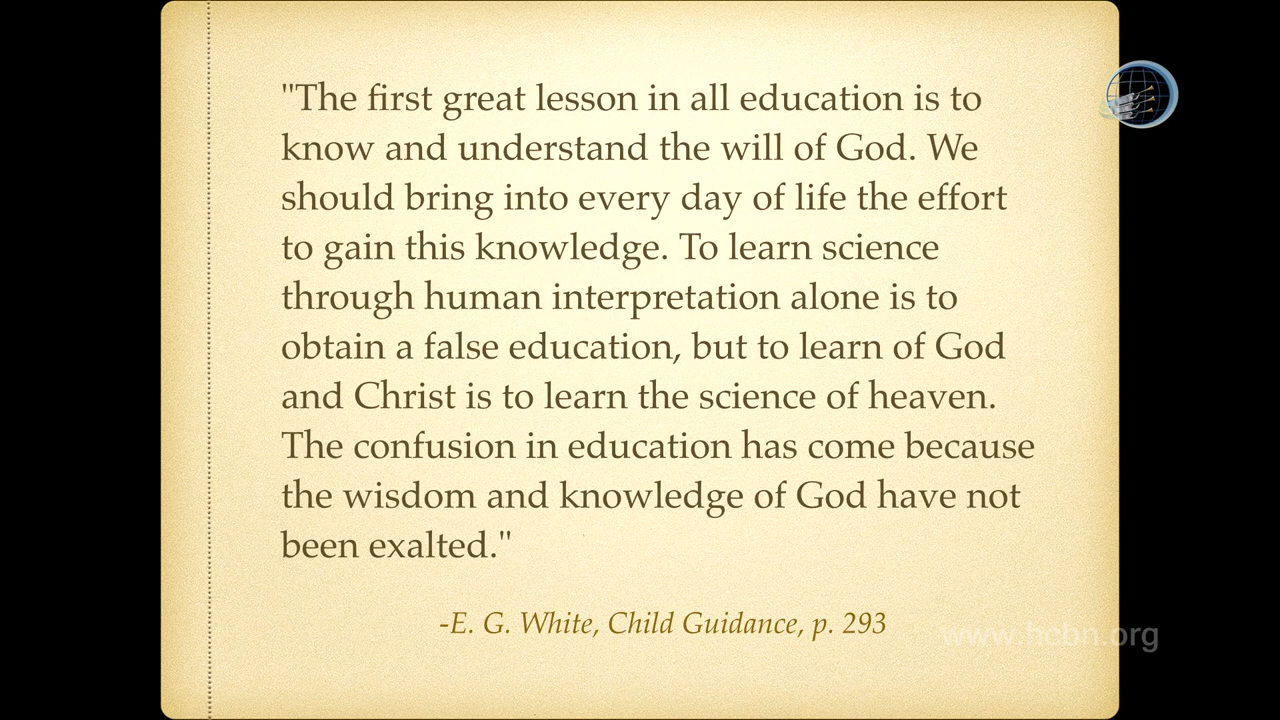 "The first great lesson in all education is to
know and understand the will of God. We
should bring into every day of life the effort
to gain this knowledge. To learn science
through human interpretation alone is to
obtain a false education, but to learn of God
and Christ is to learn the science of heaven.
The confusion in education has come because
the wisdom and knowledge of God have not
been exalted."
-E. G. White, Child Guidance, p. 293
www.hcbn.org